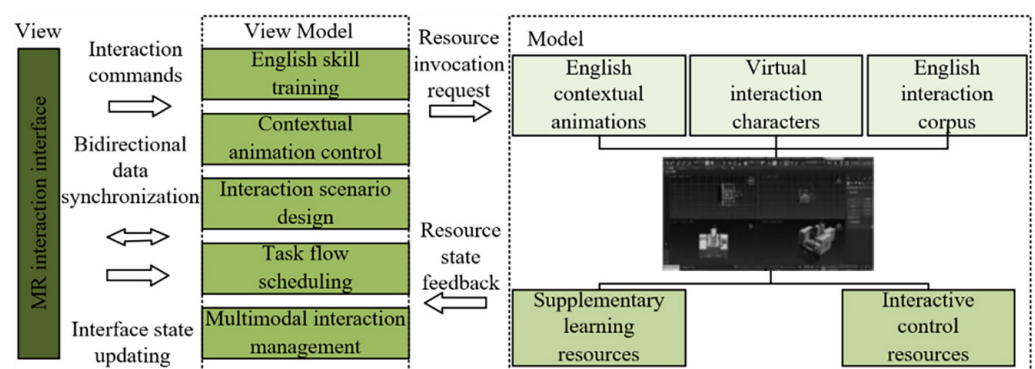 View
MR interaction interface
Interaction
commands
Bidirectional
data
synchronization
Interface state
updating
View Model
English skill
training
Contextual
animation control
Interaction scenario
design
Task flow
scheduling
Multimodal interaction
management
Resource
invocation
request
Resource
state
feedback
Model
English
contextual
animations
Virtual
interaction
characters
English
interaction
corpus
Supplementary
learning
resources
Interactive
control
resources